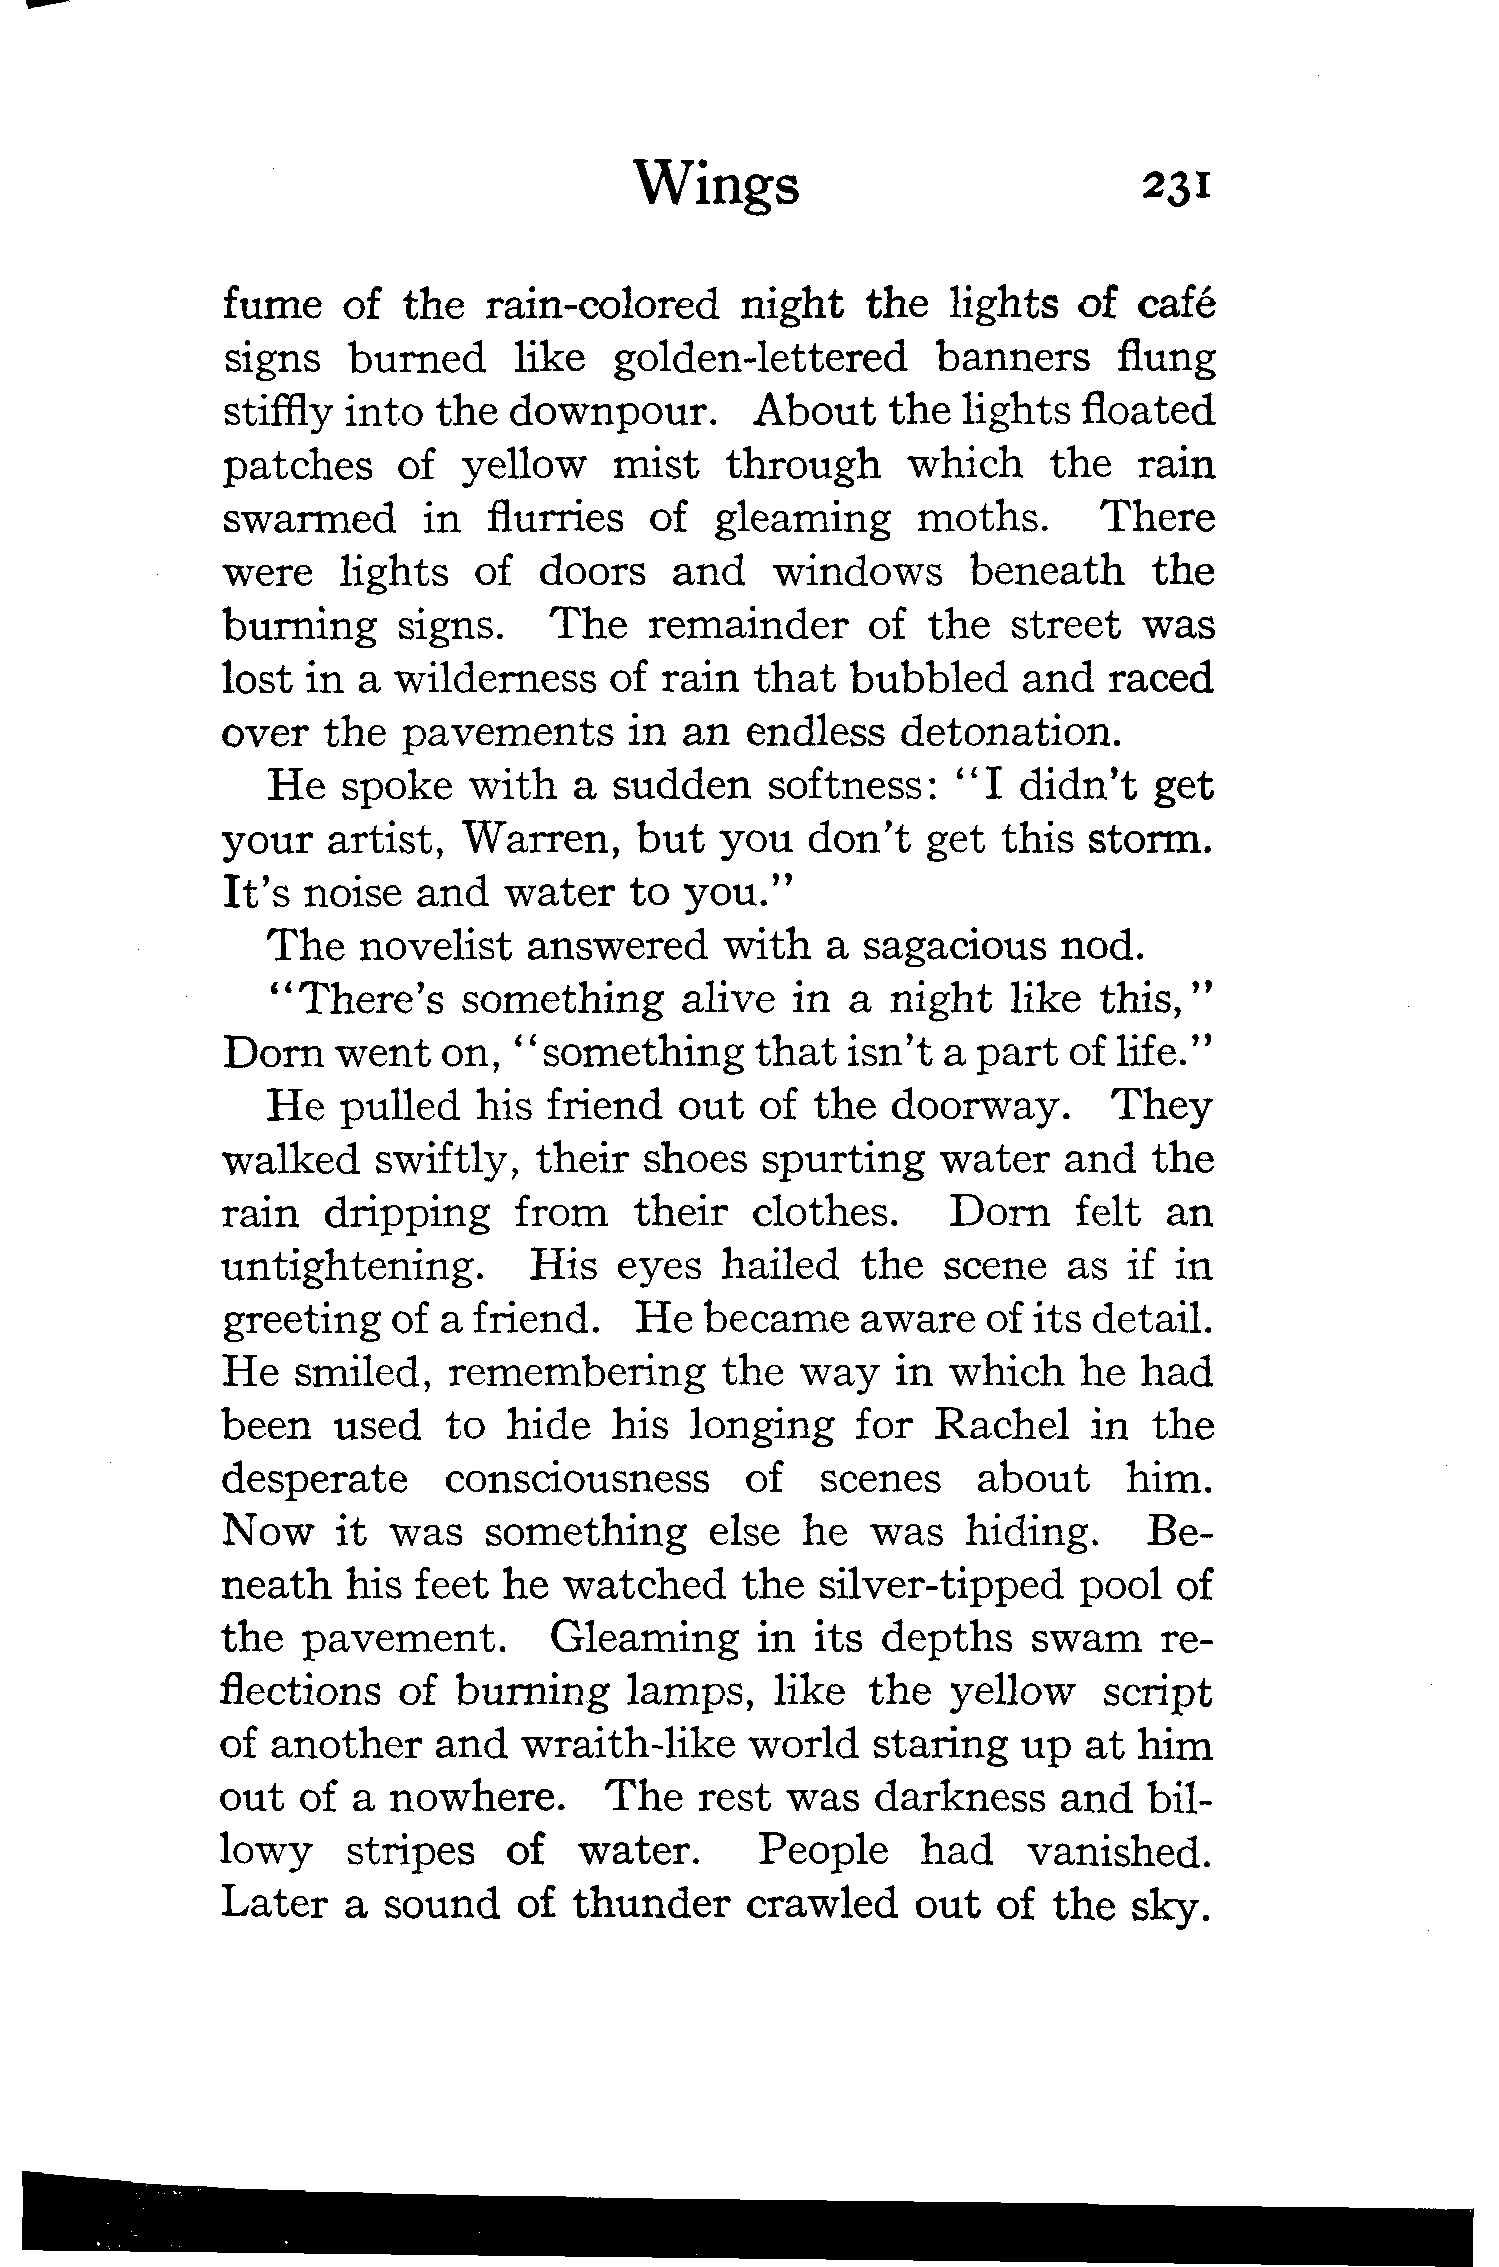 Wings 231
fume of the rain-colored night the lights of café
signs burned like golden-lettered banners flung
stiffly into the downpour. About the lights floated
patches of yellow mist through which the rain
swarmed in flurries of gleaming moths. There
were lights of doors and windows beneath the
burning signs. The remainder of the street was
lost in a wilderness of rain that bubbled and raced
over the pavements in an endless detonation.
He spoke with a sudden softness: "I didn't get
your artist, Warren, but you don't get this storm.
It's noise and water to you."
The novelist answered with a sagacious nod.
"There's something alive in a night like this,"
Dorn went on, "something that isn't a part of life."
He pulled his friend out of the doorway. They
walked swiftly, their shoes spurting water and the
rain dripping from their clothes. Dorn felt an
untightening. His eyes hailed the scene as if in
greeting of a friend. He became aware of its detail.
He smiled, remembering the way in which he had
been used to hide his longing for Rachel in the
desperate consciousness of scenes about him.
Now it was something else he was hiding. Be-
neath his feet he watched the silver-tipped pool of
the pavement. Gleaming in its depths swam re-
flections of burning lamps, like the yellow script
of another and wraith-like world staring up at him
out of a nowhere. The rest was darkness and bil-
lowy stripes of water. People had vanished.
Later a sound of thunder crawled out of the sky.